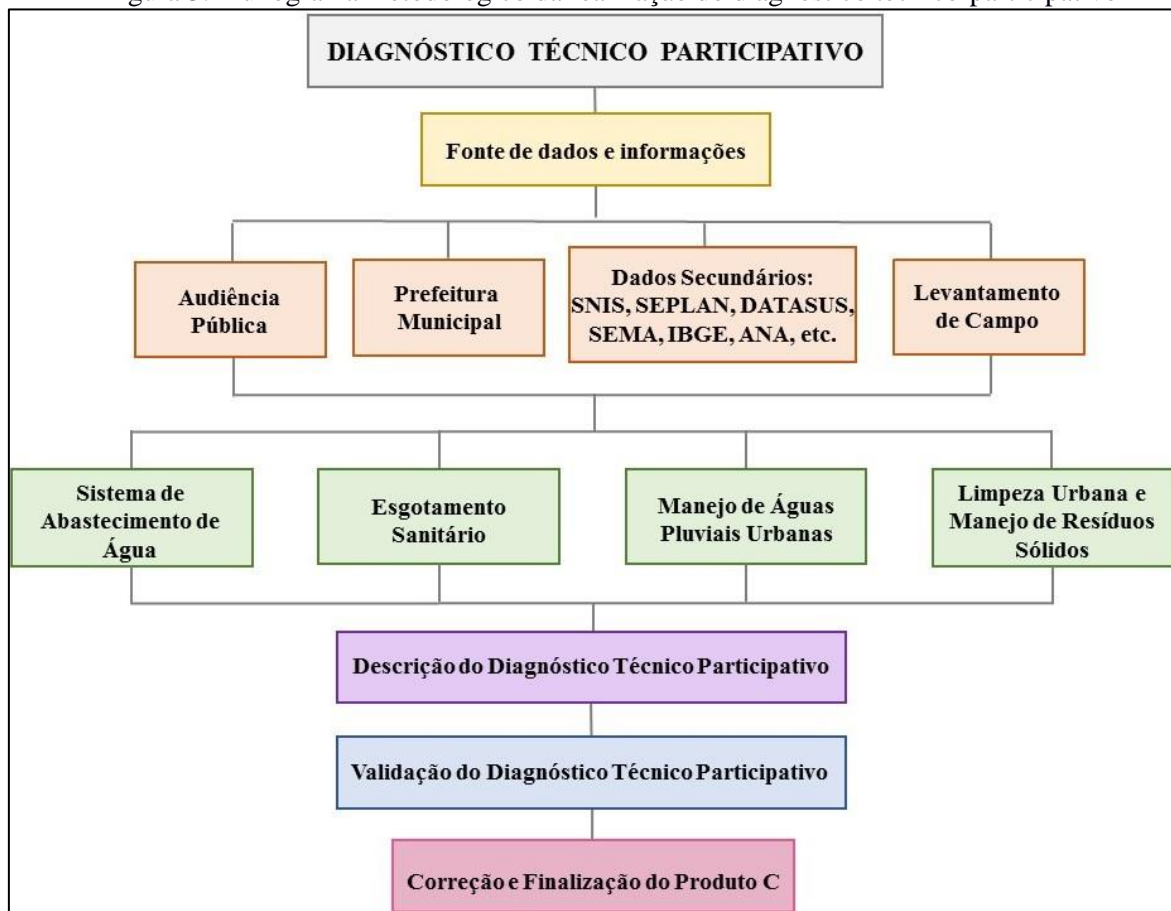 DIAGNÓSTICO TÉCNICO PARTICIPATIVO
Fonte de dados e informações
Audiência
Pública
Prefeitura
Municipal
Dados Secundários:
SNIS, SEPLAN, DATASUS,
SEMA, IBGE, ANA, etc.
Levantamento
de Campo
Sistema de
Abastecimento de
Água
Esgotamento
Sanitário
Manejo de Águas
Pluviais Urbanas
Limpeza Urbana e
Manejo de Resíduos
Sólidos
Descrição do Diagnóstico Técnico Participativo
Validação do Diagnóstico Técnico Participativo
Correção e Finalização do Produto C